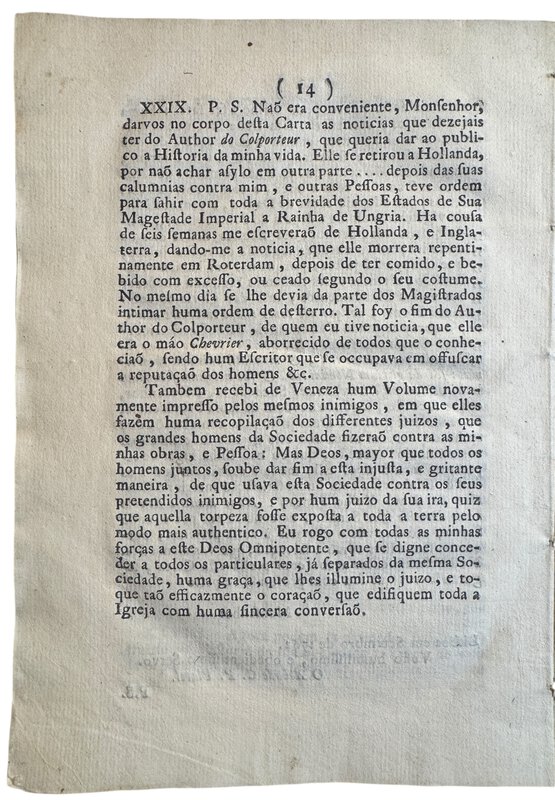 ( 14 )
XXIX. P. S. Naõ era conveniente, Monſenhor,
darvos no corpo deſta Carta as noticias que dezejais
ter do Author do Colporteur, que queria dar ao publi-
co a Hiſtoria da minha vida. Elle ſe retirou a Hollanda,
por naõ achar aſylo em outra parte .... depois das ſuas
calumnias contra mim, e outras Peſſoas, teve ordem
para ſahir com toda a brevidade dos Eſtados de Sua
Mageſtade Imperial a Rainha de Ungria. Ha couſa
de ſeis ſemanas me eſcreveraõ de Hollanda, e Ingla-
terra, dando-me a noticia, qne elle morrera repenti-
namente em Roterdam, depois de ter comido, e be-
bido com exceſſo, ou ceado ſegundo o ſeu coſtume.
No meſmo dia ſe lhe devia da parte dos Magiſtrados
intimar huma ordem de deſterro. Tal foy o fim do Au-
thor do Colporteur, de quem eu tive noticia, que elle
era o máo Chevrier, aborrecido de todos que o conhe-
ciaõ, ſendo hum Eſcritor que ſe occupava em offuſcar
a reputaçaõ dos homens &c.
Tambem recebi de Veneza hum Volume nova-
mente impreſſo pelos meſmos inimigos, em que elles
fazèm huma recopilaçaõ dos differentes juizos, que
os grandes homens da Sociedade fizeraõ contra as mi-
nhas obras, e Peſſoa: Mas Deos, mayor que todos os
homens juntos, ſoube dar fim a eſta injuſta, e gritante
maneira, de que uſava eſta Sociedade contra os ſeus
pretendidos inimigos, e por hum juizo da ſua ira, quiz
que aquella torpeza foſſe expoſta a toda a terra pelo
modo mais authentico. Eu rogo com todas as minhas
forças a eſte Deos Omnipotente, que ſe digne conce-
der a todos os particulares, já ſeparados da meſma So-
ciedade, huma graça, que lhes illumine o juizo, e to-
que taõ efficazmente o coraçaõ, que edifiquem toda a
Igreja com huma ſincera converſaõ.